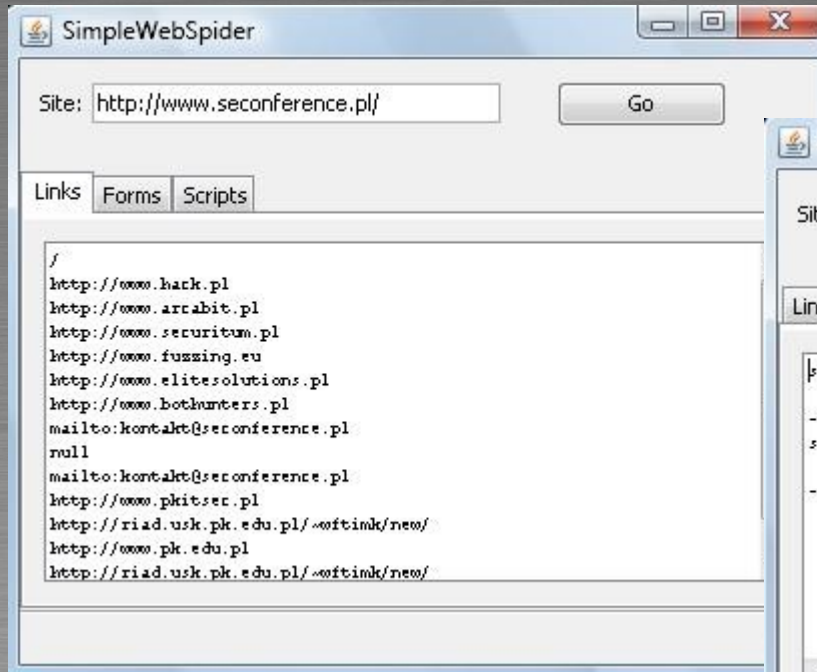 SimpleWebSpider
Site: http://www.seconference.pl/ Go
Links Forms Scripts
/
http://www.hack.pl
http://www.arcabit.pl
http://www.securitum.pl
http://www.fuzzing.eu
http://www.elitesolutions.pl
http://www.bothunters.pl
mailto:kontakt@seconference.pl
null
mailto:kontakt@seconference.pl
http://www.pkitsec.pl
http://riad.usk.pk.edu.pl/~wftimk/new/
http://www.pk.edu.pl
http://riad.usk.pk.edu.pl/~wftimk/new/